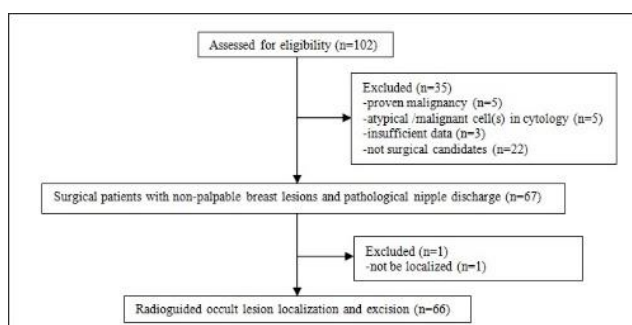 Assessed for eligibility (n=102)
Excluded (n=35)
-proven malignancy (n=5)
-atypical /malignant cell(s) in cytology (n=5)
-insufficient data (n=3)
-not surgical candidates (n=22)
Surgical patients with non-palpable breast lesions and pathological nipple discharge (n=67)
Excluded (n=1)
-not be localized (n=1)
Radioguided occult lesion localization and excision (n=66)